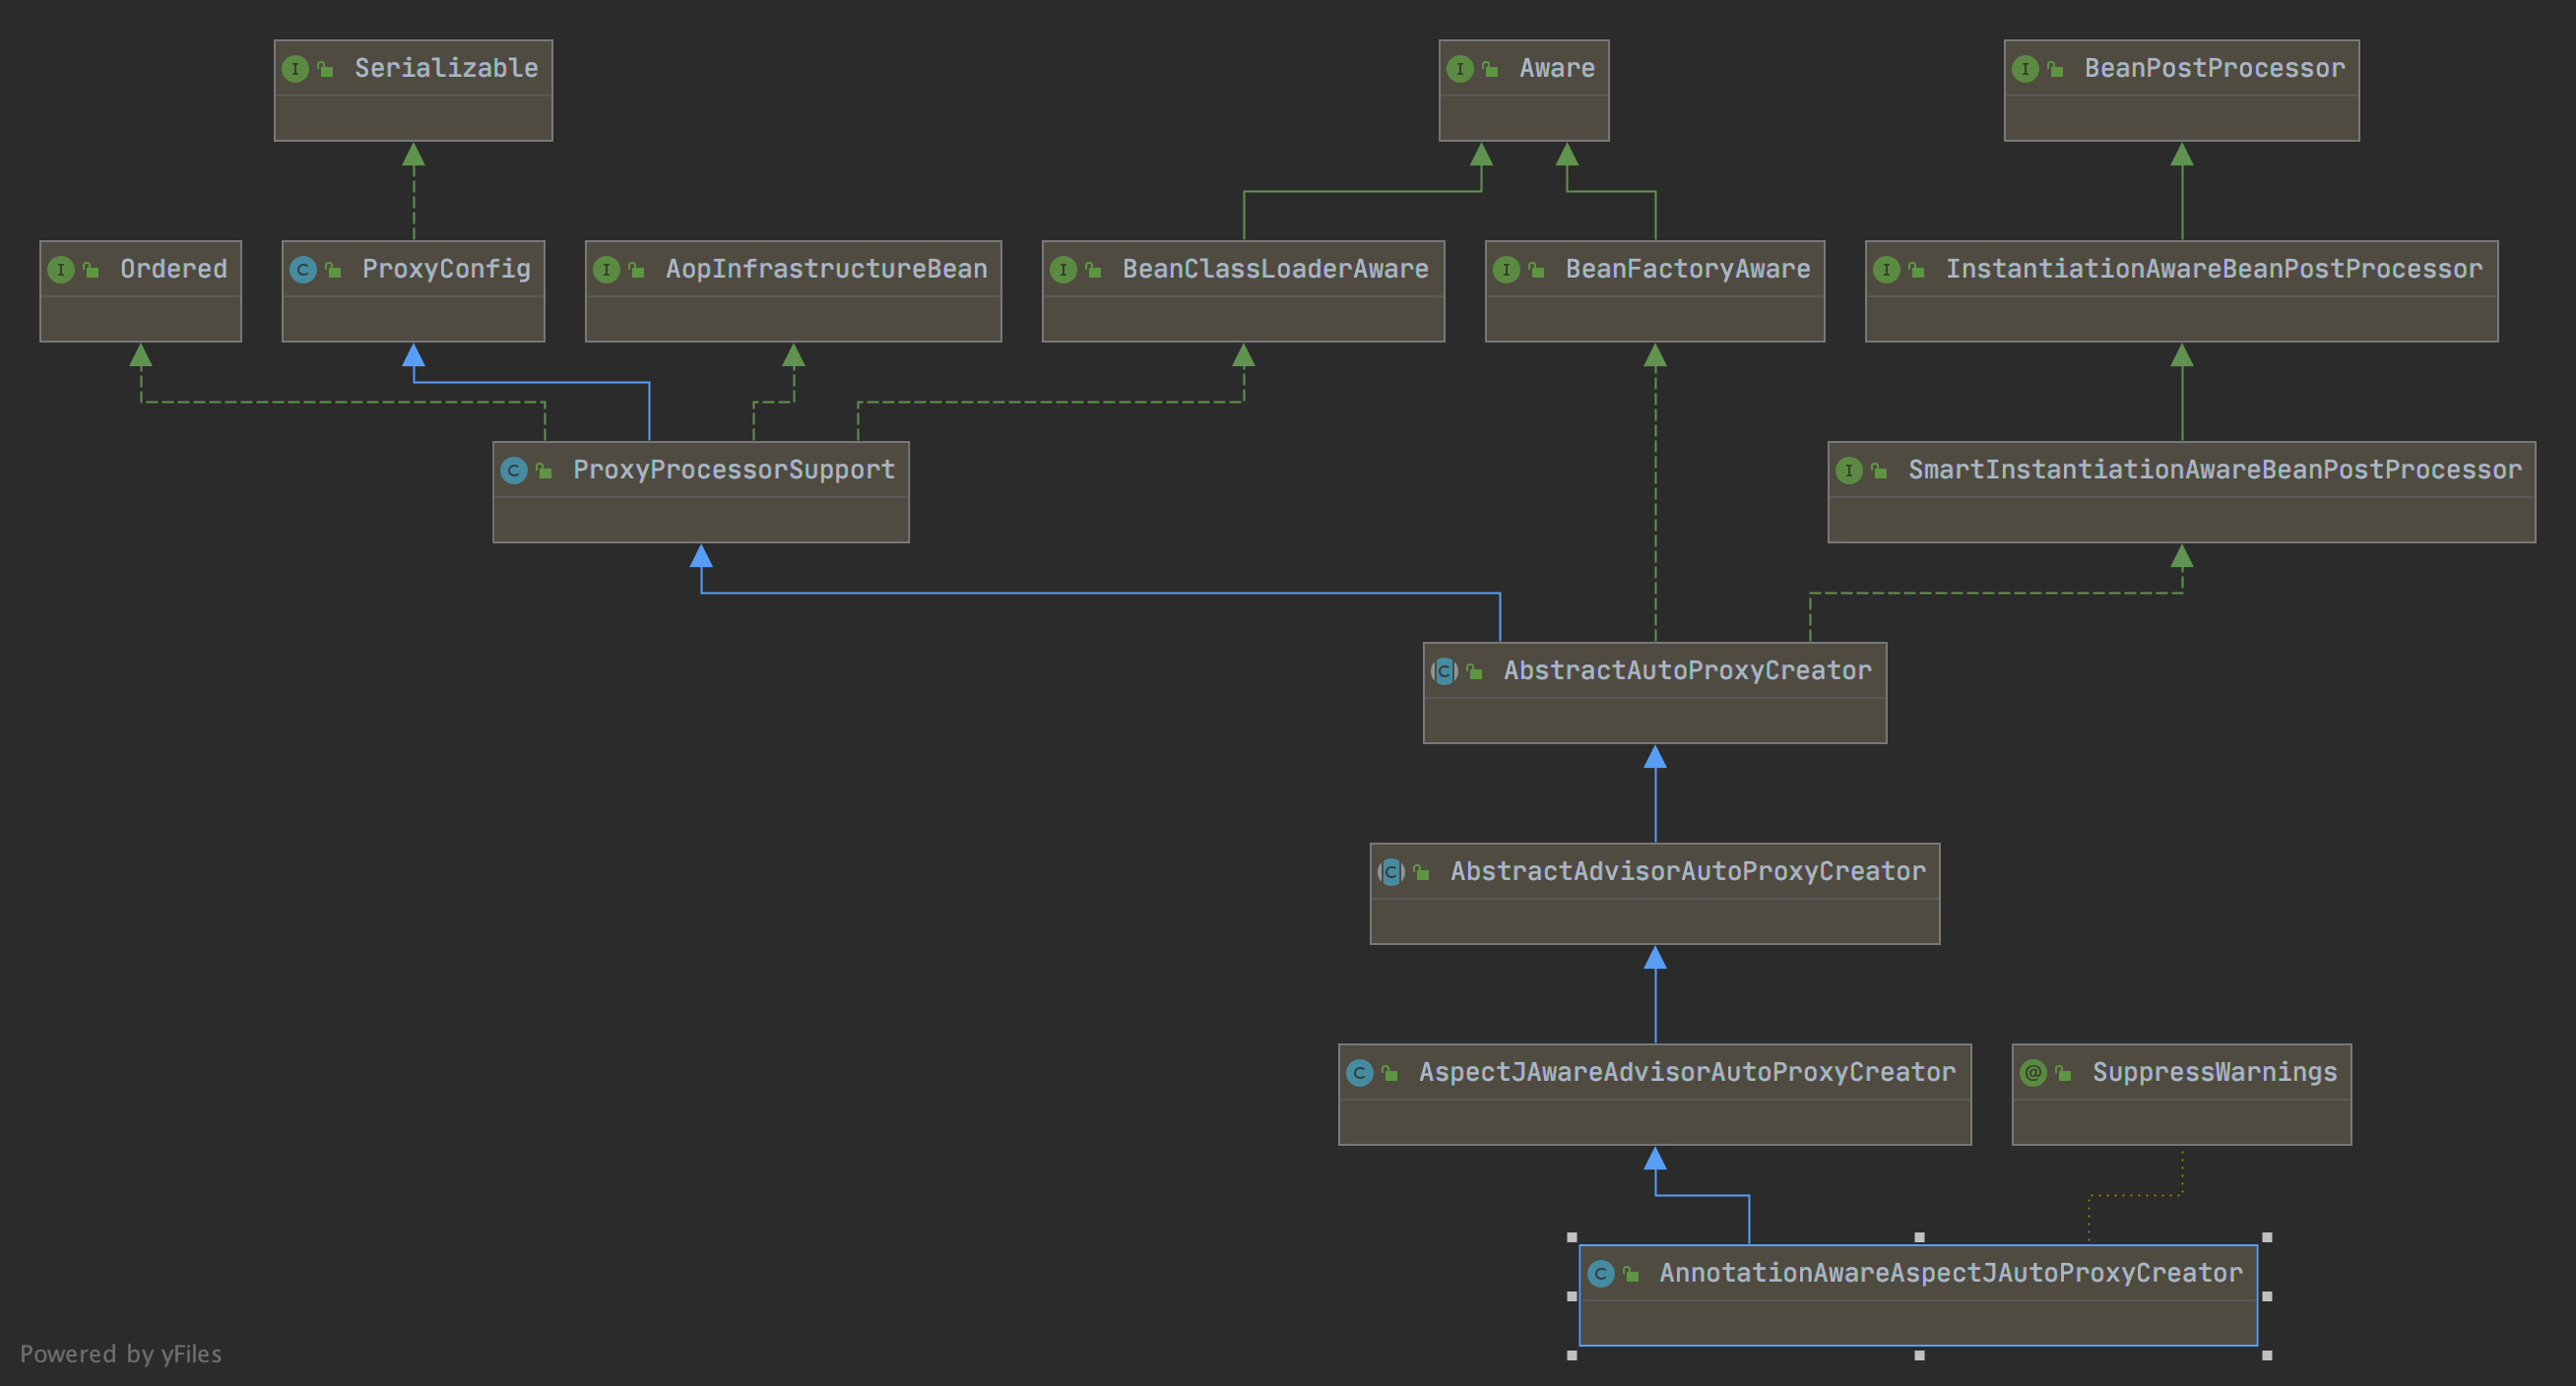 Serializable
Aware
BeanPostProcessor
Ordered
ProxyConfig
AopInfrastructureBean
BeanClassLoaderAware
BeanFactoryAware
InstantiationAwareBeanPostProcessor
ProxyProcessorSupport
SmartInstantiationAwareBeanPostProcessor
AbstractAutoProxyCreator
AbstractAdvisorAutoProxyCreator
AspectJAwareAdvisorAutoProxyCreator
SuppressWarnings
AnnotationAwareAspectJAutoProxyCreator
Powered by yFiles